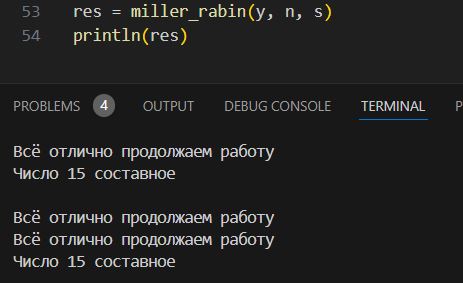 53 res = miller_rabin(y, n, s)
54 println(res)
PROBLEMS 4 OUTPUT DEBUG CONSOLE TERMINAL P
Всё отлично продолжаем работу
Число 15 составное
Всё отлично продолжаем работу
Всё отлично продолжаем работу
Число 15 составное